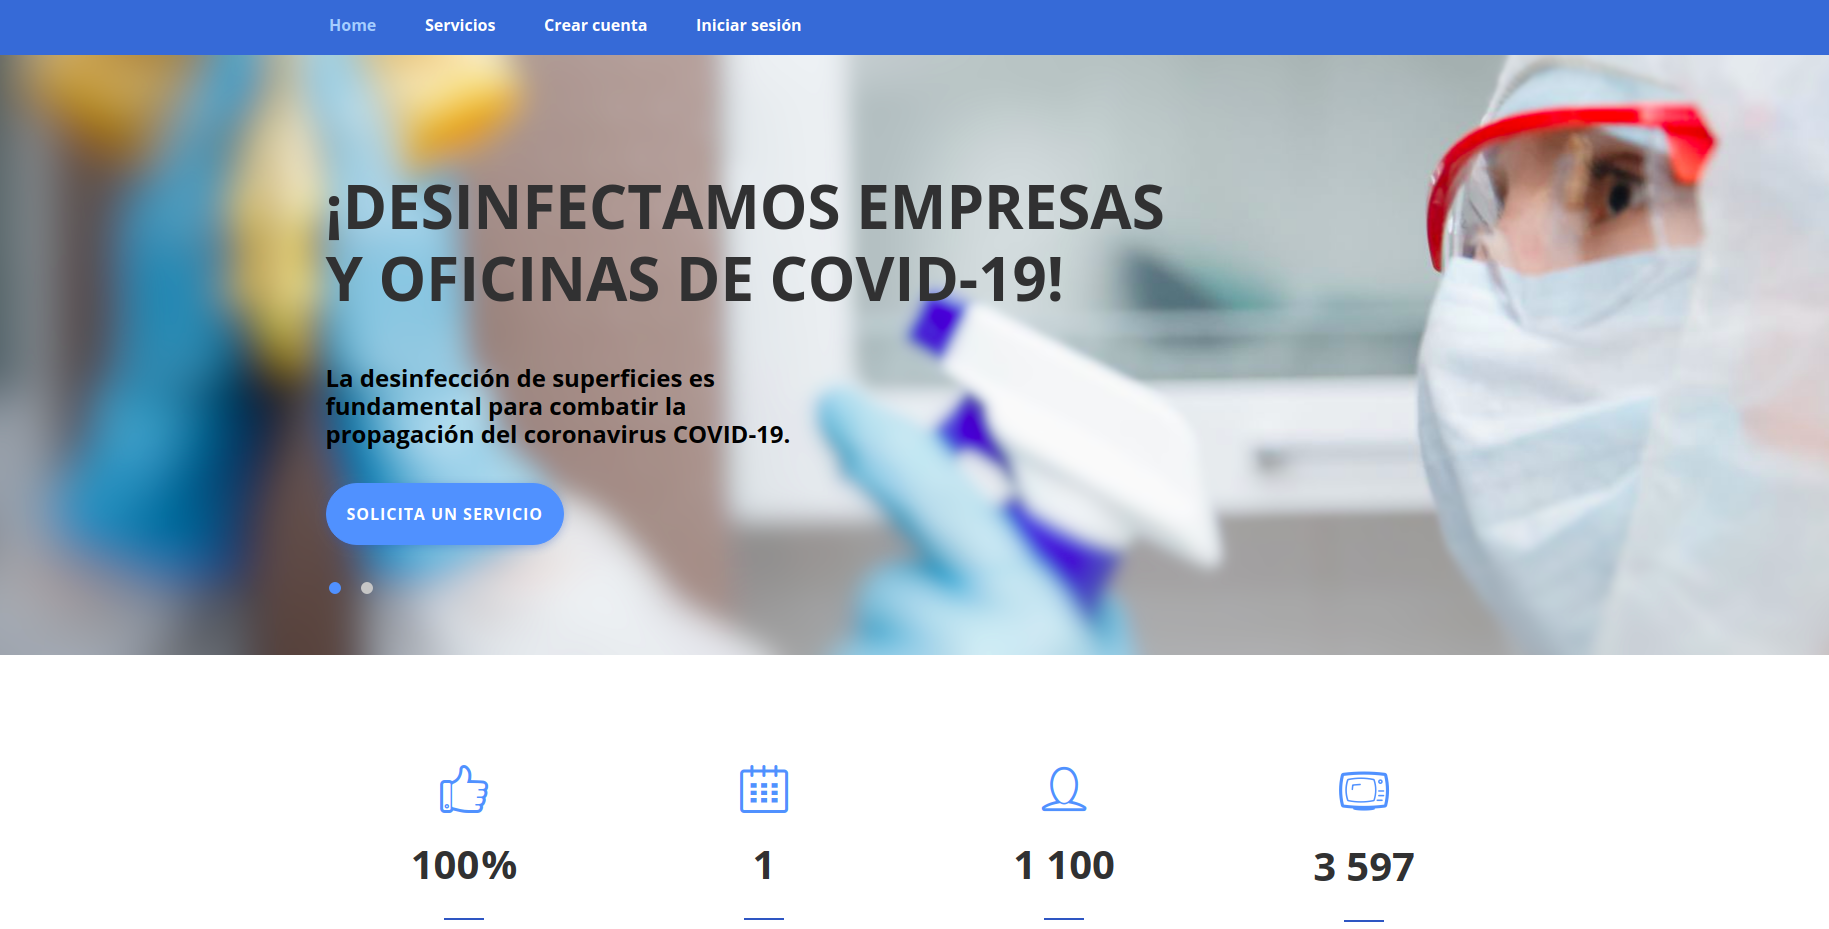 Home Servicios Crear cuenta Iniciar sesión
¡DESINFECTAMOS EMPRESAS
Y OFICINAS DE COVID-19!
La desinfección de superficies es
fundamental para combatir la
propagación del coronavirus COVID-19.
SOLICITA UN SERVICIO
100% 1 1 100 3 597